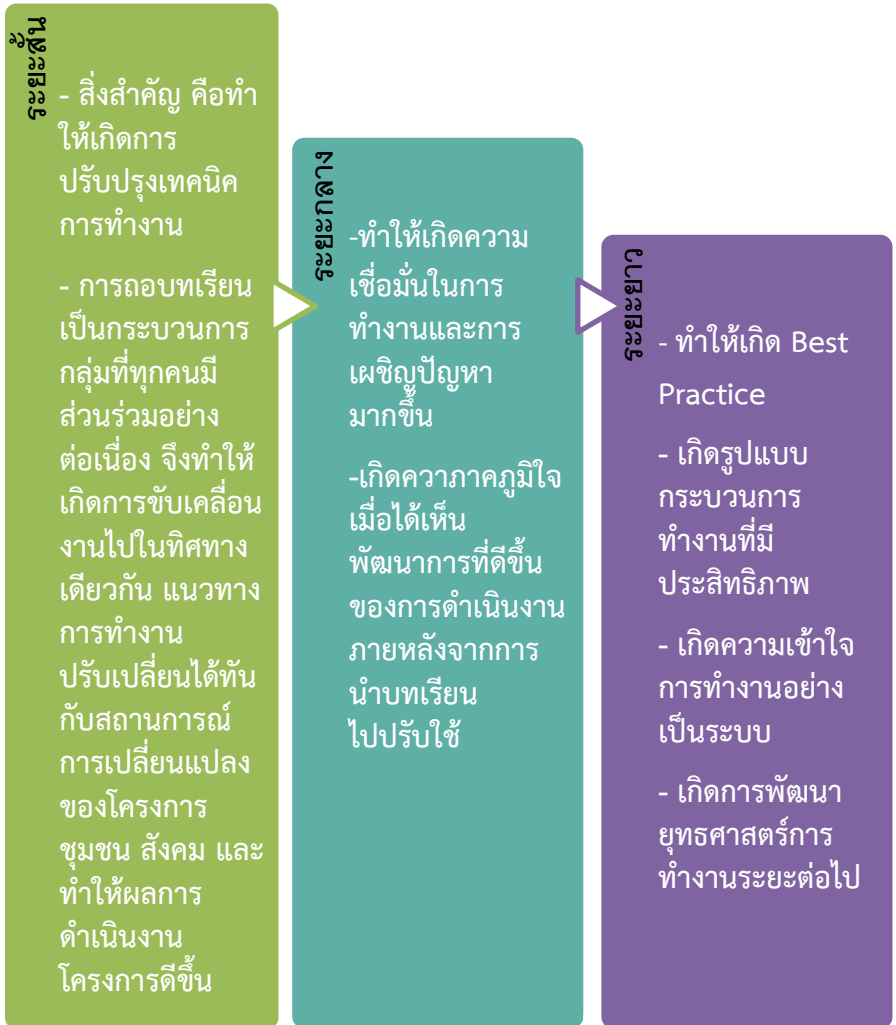 ระยะสั้น
- สิ่งสำคัญ คือทำ
ให้เกิดการ
ปรับปรุงเทคนิค
การทำงาน
- การถอบทเรียน
เป็นกระบวนการ
กลุ่มที่ทุกคนมี
ส่วนร่วมอย่าง
ต่อเนื่อง จึงทำให้
เกิดการขับเคลื่อน
งานไปในทิศทาง
เดียวกัน แนวทาง
การทำงาน
ปรับเปลี่ยนได้ทัน
กับสถานการณ์
การเปลี่ยนแปลง
ของโครงการ
ชุมชน สังคม และ
ทำให้ผลการ
ดำเนินงาน
โครงการดีขึ้น
ระยะกลาง
-ทำให้เกิดความ
เชื่อมั่นในการ
ทำงานและการ
เผชิญปัญหา
มากขึ้น
-เกิดควาภาคภูมิใจ
เมื่อได้เห็น
พัฒนาการที่ดีขึ้น
ของการดำเนินงาน
ภายหลังจากการ
นำบทเรียน
ไปปรับใช้
ระยะยาว
- ทำให้เกิด Best
Practice
- เกิดรูปแบบ
กระบวนการ
ทำงานที่มี
ประสิทธิภาพ
- เกิดความเข้าใจ
การทำงานอย่าง
เป็นระบบ
- เกิดการพัฒนา
ยุทธศาสตร์การ
ทำงานระยะต่อไป